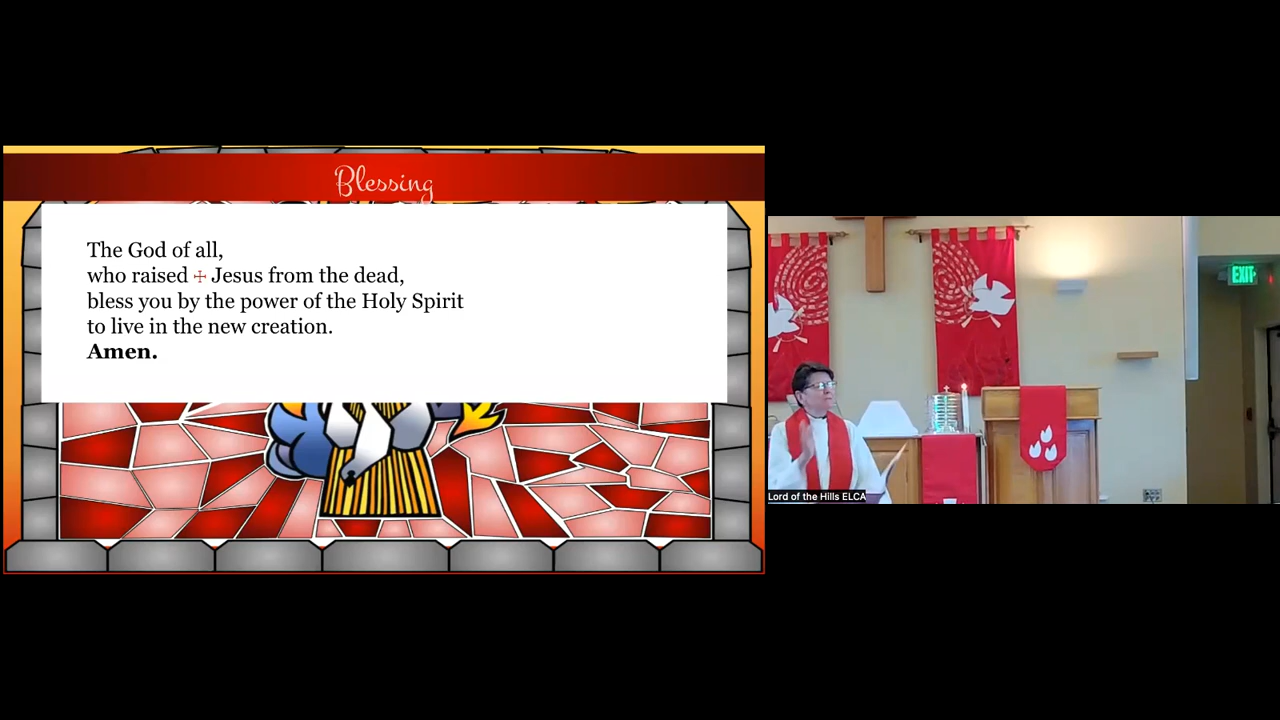 Blessing
The God of all,
who raised ☩ Jesus from the dead,
bless you by the power of the Holy Spirit
to live in the new creation.
Amen.
EXIT
Lord of the Hills ELCA